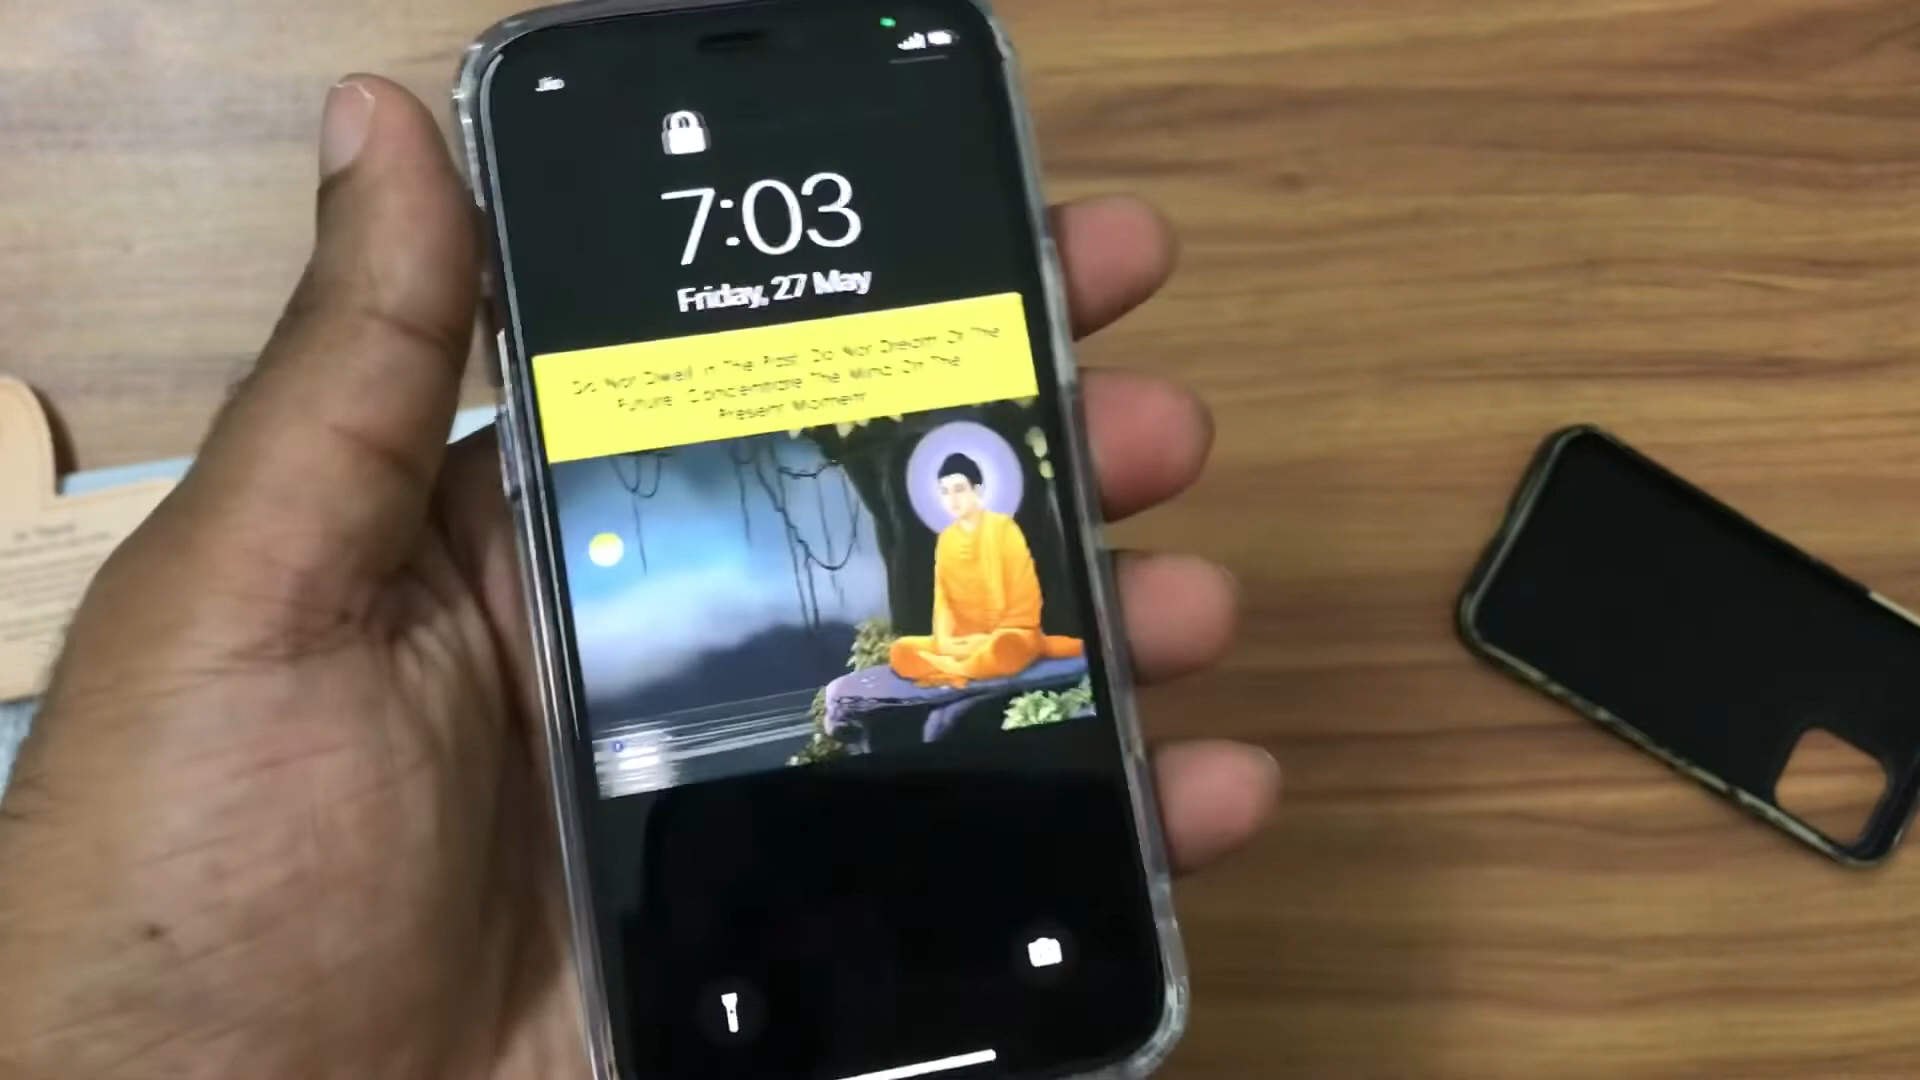 Jio
7:03
Friday, 27 May
Do Not Dwell In The Past, Do Not Dream Of The
Future, Concentrate The Mind On The
Present Moment